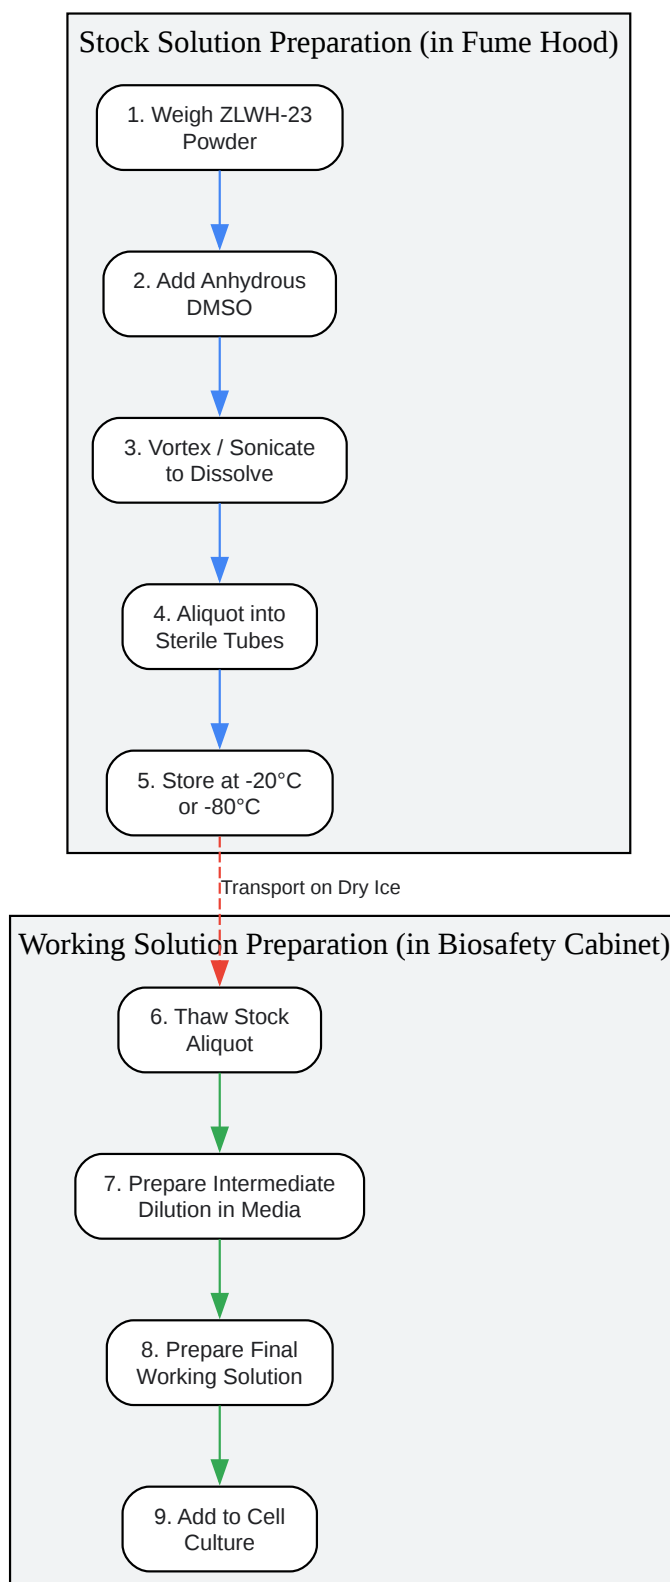 Stock Solution Preparation (in Fume Hood)
1. Weigh ZLWH-23
Powder
2. Add Anhydrous
DMSO
3. Vortex / Sonicate
to Dissolve
4. Aliquot into
Sterile Tubes
5. Store at -20°C
or -80°C
Transport on Dry Ice
Working Solution Preparation (in Biosafety Cabinet)
6. Thaw Stock
Aliquot
7. Prepare Intermediate
Dilution in Media
8. Prepare Final
Working Solution
9. Add to Cell
Culture